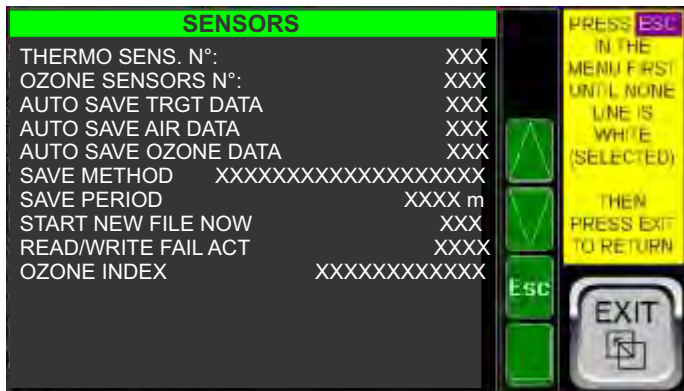 SENSORS
THERMO SENS. N°: XXX
OZONE SENSORS N°: XXX
AUTO SAVE TRGT DATA XXX
AUTO SAVE AIR DATA XXX
AUTO SAVE OZONE DATA XXX
SAVE METHOD XXXXXXXXXXXXXXXXXXX
SAVE PERIOD XXXX m
START NEW FILE NOW XXX
READ/WRITE FAIL ACT XXXX
OZONE INDEX XXXXXXXXXXXX
Esc
PRESS ESC
IN THE
MENU FIRST
UNTIL NONE
LINE IS
WHITE
(SELECTED)
THEN
PRESS EXIT
TO RETURN
EXIT